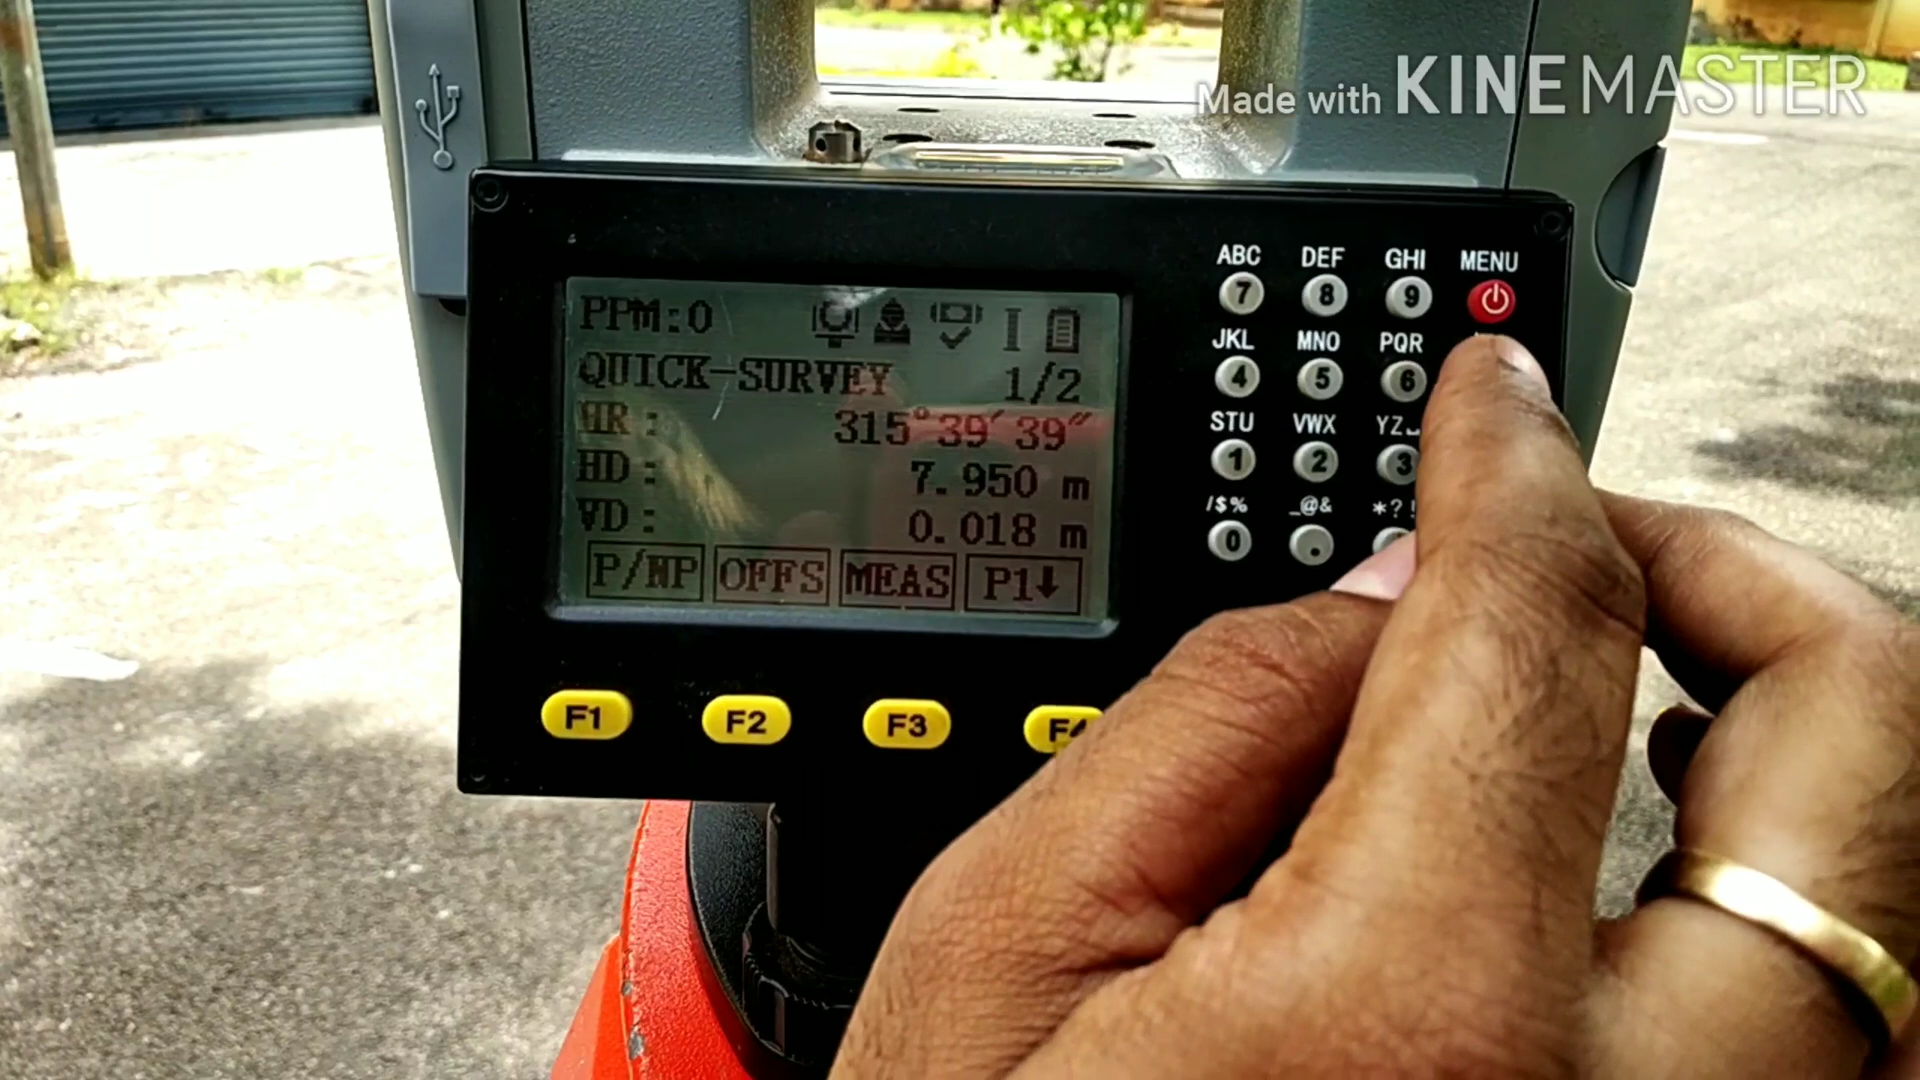 Made with KINEMASTER
PPM:0
QUICK-SURVEY 1/2
HR: 315°39′39″
HD: 7.950 m
VD: 0.018 m
P/NP OFFS MEAS P1↓
F1 F2 F3 F4
ABC DEF GHI MENU
7 8 9
JKL MNO PQR
4 5 6
STU VWX YZ
1 2 3
/$% _@& *?!
0 .